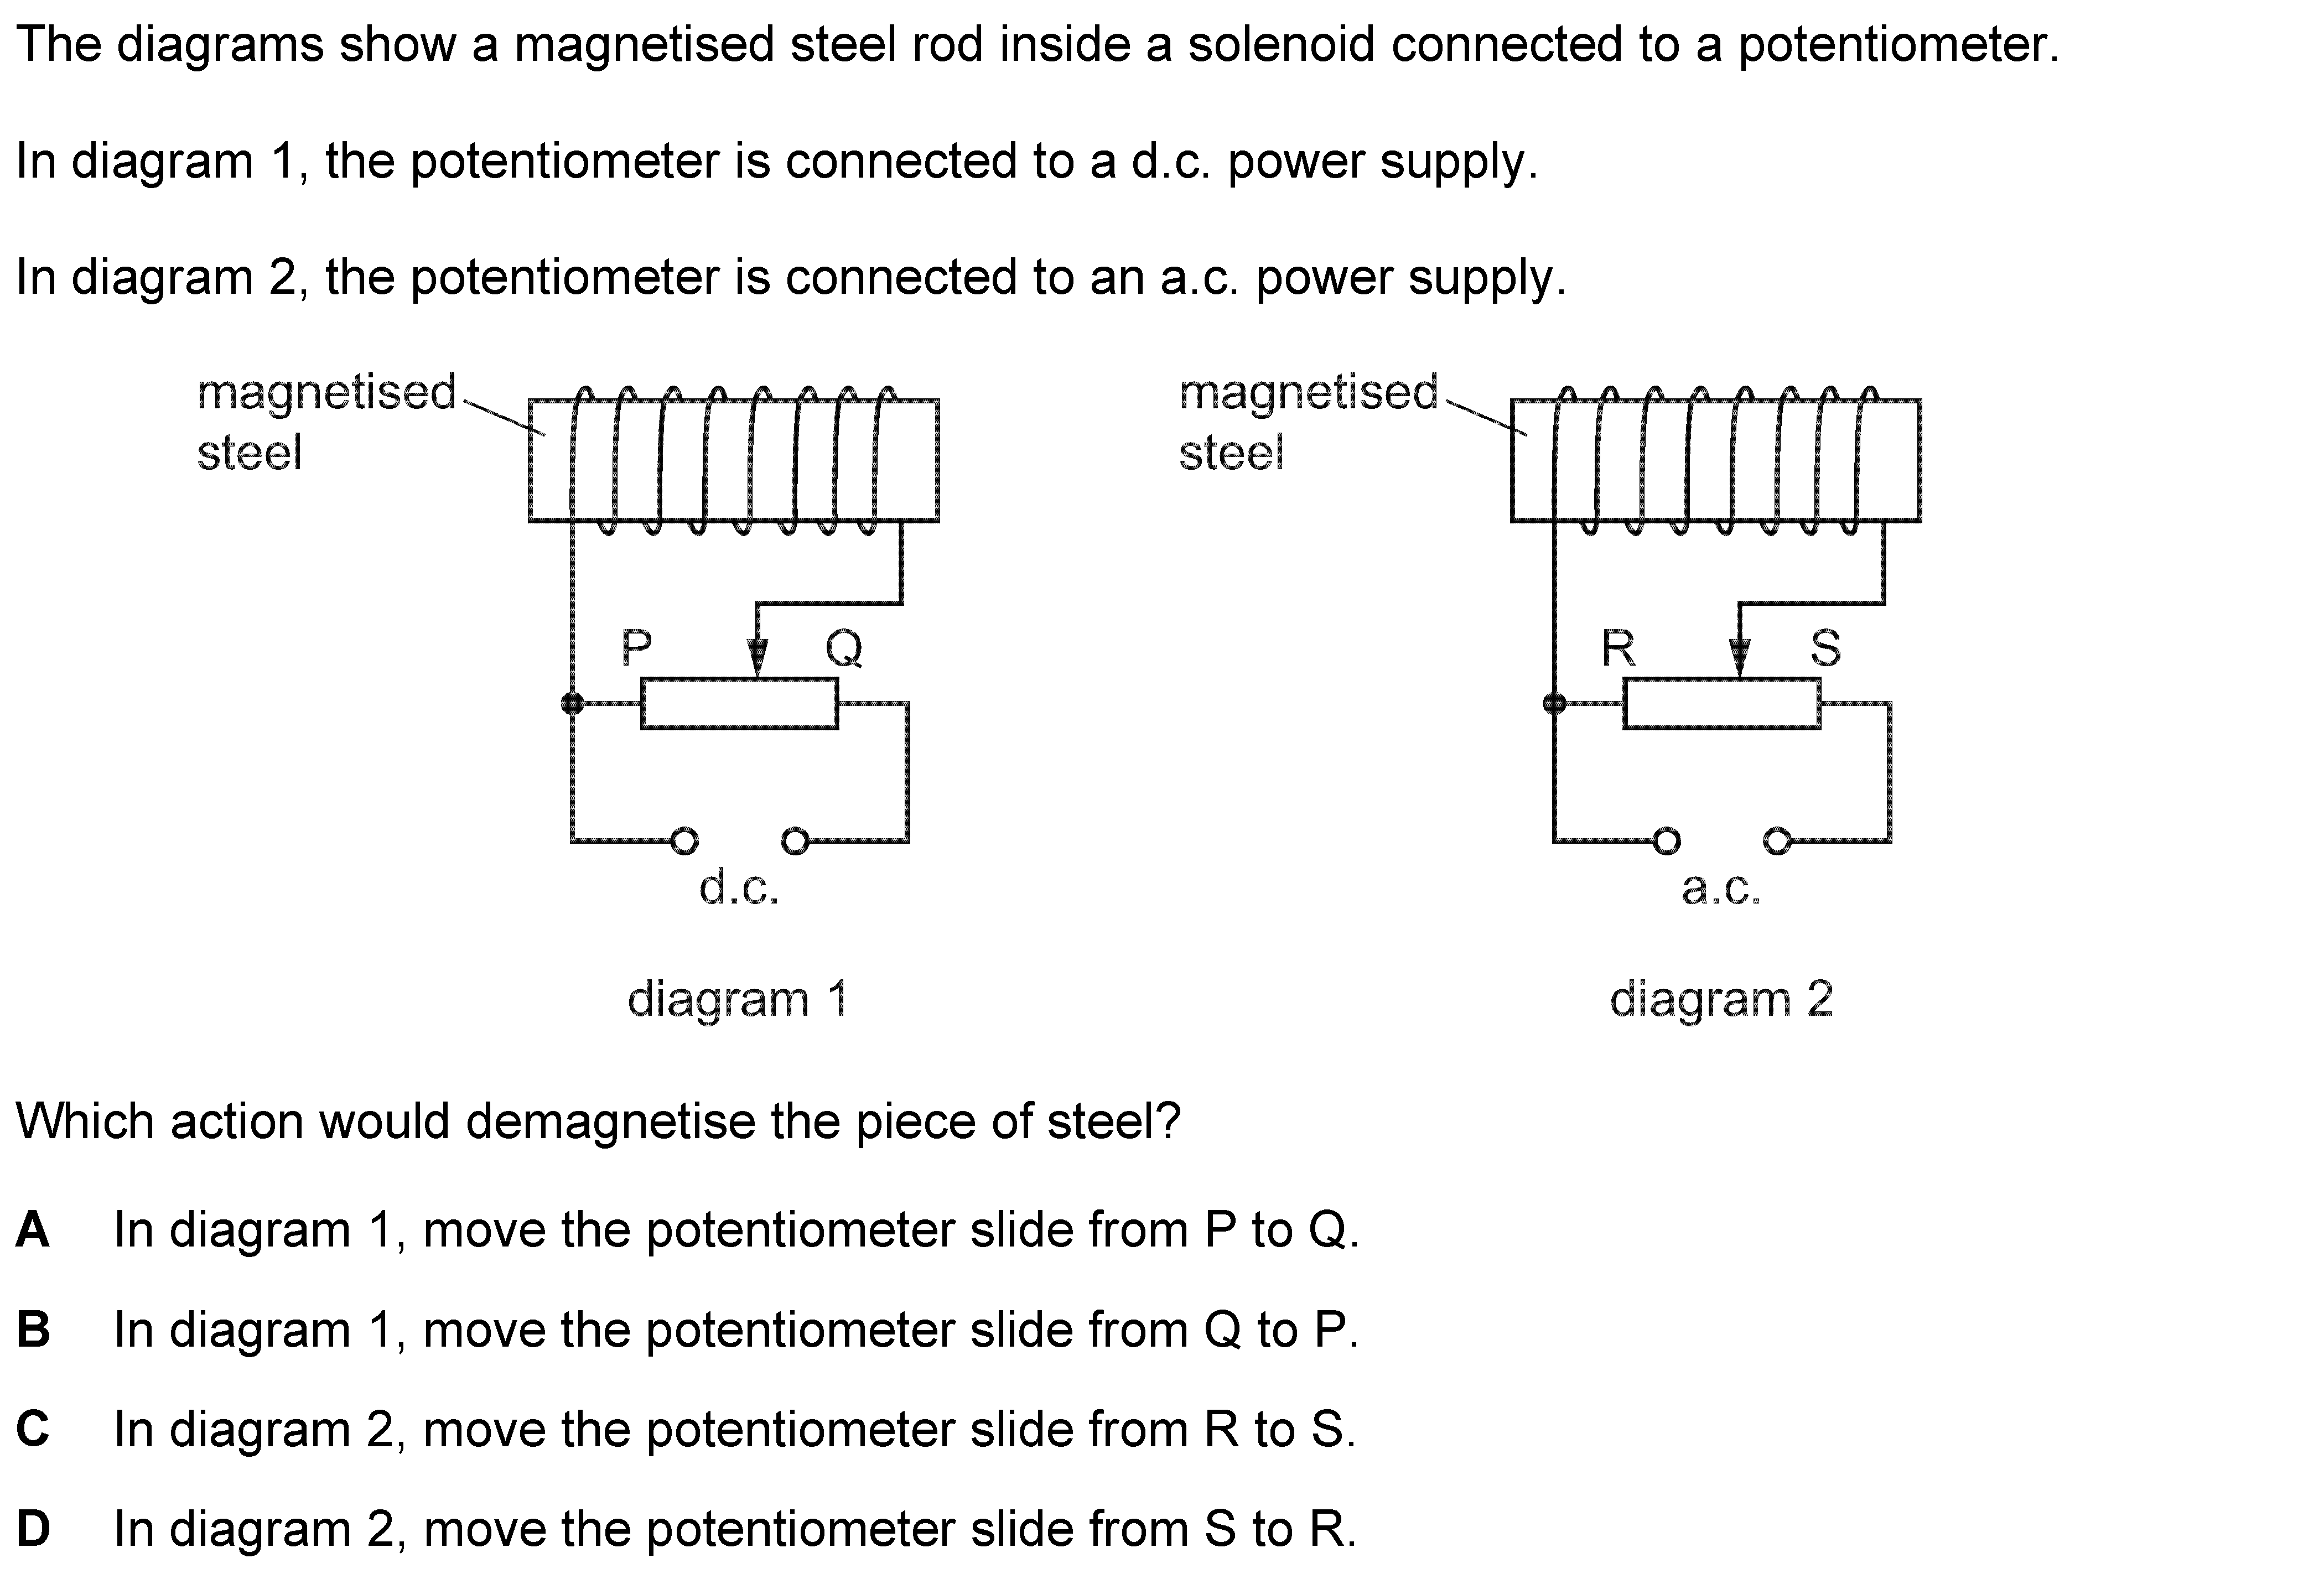 The diagrams show a magnetised steel rod inside a solenoid connected to a potentiometer.
In diagram 1, the potentiometer is connected to a d.c. power supply.
In diagram 2, the potentiometer is connected to an a.c. power supply.
magnetised
steel
P
Q
d.c.
diagram 1
magnetised
steel
R
S
a.c.
diagram 2
Which action would demagnetise the piece of steel?
A In diagram 1, move the potentiometer slide from P to Q.
B In diagram 1, move the potentiometer slide from Q to P.
C In diagram 2, move the potentiometer slide from R to S.
D In diagram 2, move the potentiometer slide from S to R.